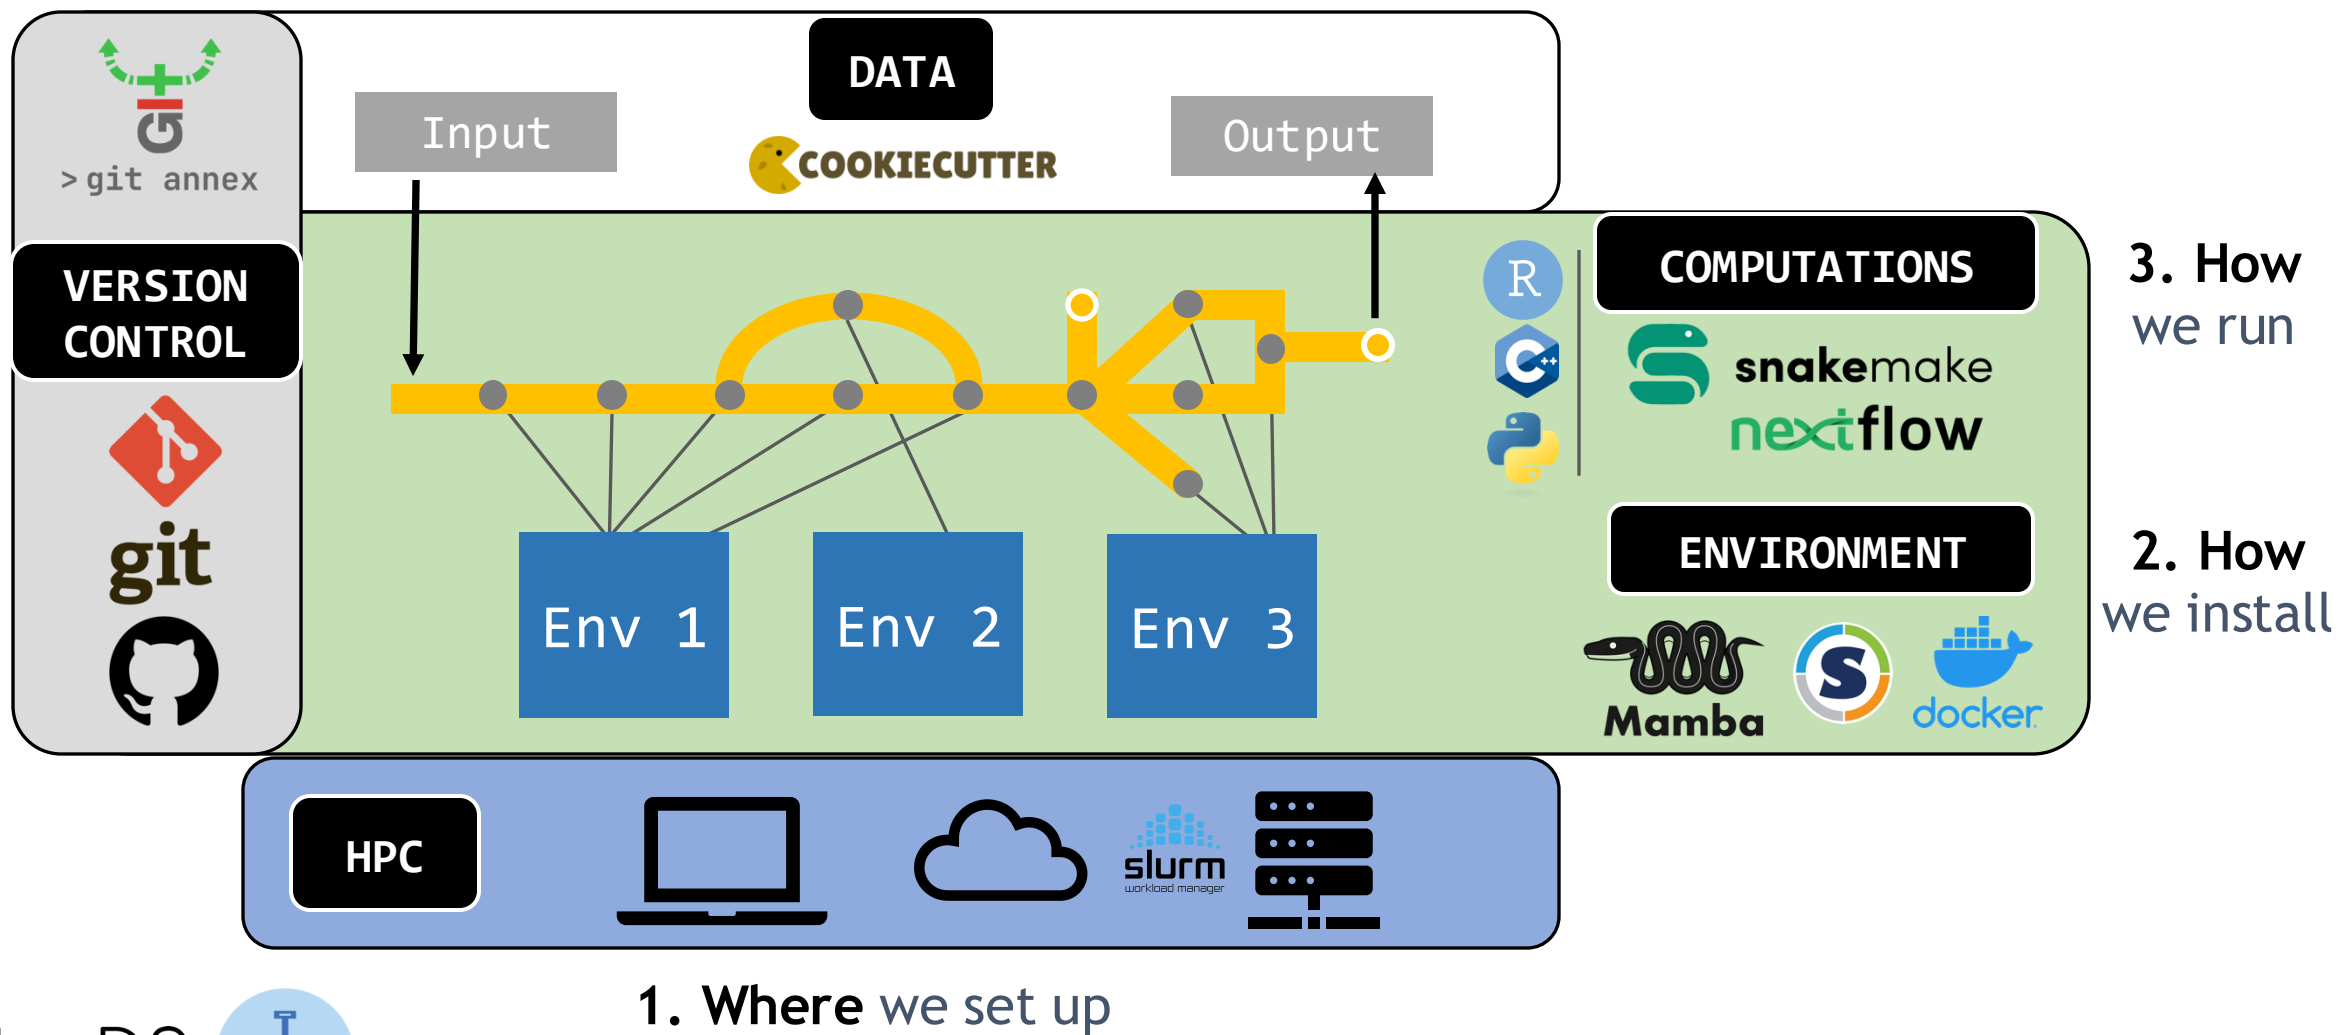 GIt
> git annex
VERSION
CONTROL
git
DATA
Input
COOKIECUTTER
Output
R
C++
COMPUTATIONS
snakemake
nextflow
3. How
we run
ENVIRONMENT
Mamba
S
docker
2. How
we install
Env 1
Env 2
Env 3
HPC
slurm
workload manager
1. Where we set up